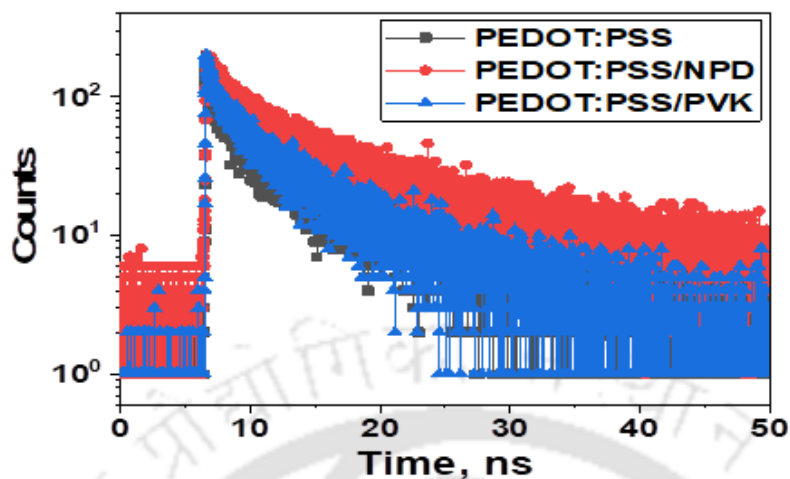 PEDOT:PSS
PEDOT:PSS/NPD
PEDOT:PSS/PVK
Counts
10²
10¹
10⁰
0 10 20 30 40 50
Time, ns